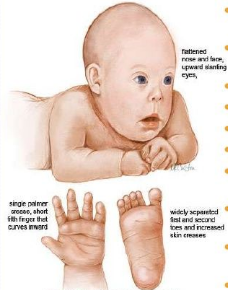 flattened
nose and face,
upward slanting
eyes,
single palmer
crease, short
fifth finger that
curves inward
widely separated
first and second
toes and increased
skin creases